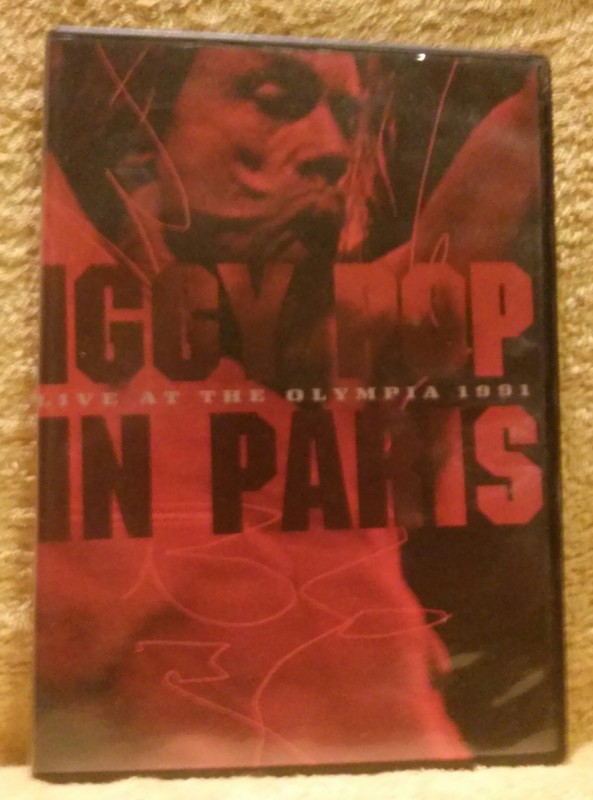 IGGY POP
LIVE AT THE OLYMPIA 1991
IN PARIS